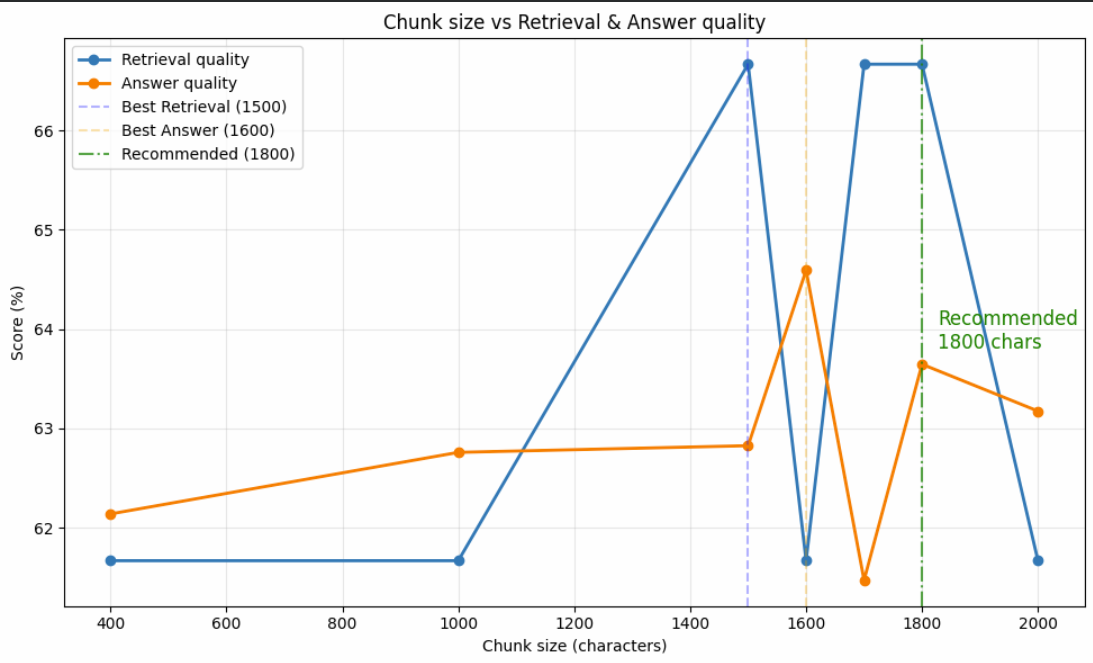 Chunk size vs Retrieval & Answer quality
Retrieval quality
Answer quality
Best Retrieval (1500)
Best Answer (1600)
Recommended (1800)
Score (%)
66
65
64
63
62
Recommended
1800 chars
400
600
800
1000
1200
1400
1600
1800
2000
Chunk size (characters)